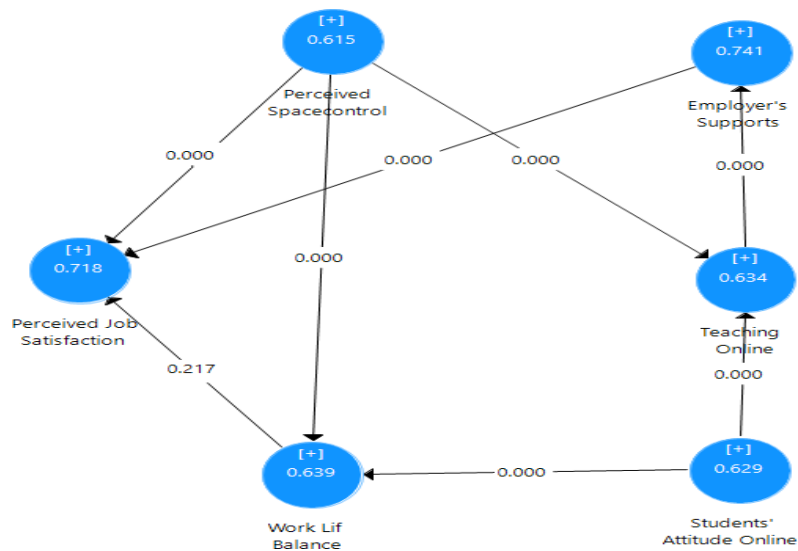 [+]
0.615
Perceived
Spacecontrol
[+]
0.741
Employer's
Supports
0.000
0.000
0.000
0.000
0.000
[+]
0.718
Perceived Job
Satisfaction
[+]
0.634
Teaching
Online
0.217
0.000
[+]
0.639
Work Lif
Balance
0.000
[+]
0.629
Students'
Attitude Online